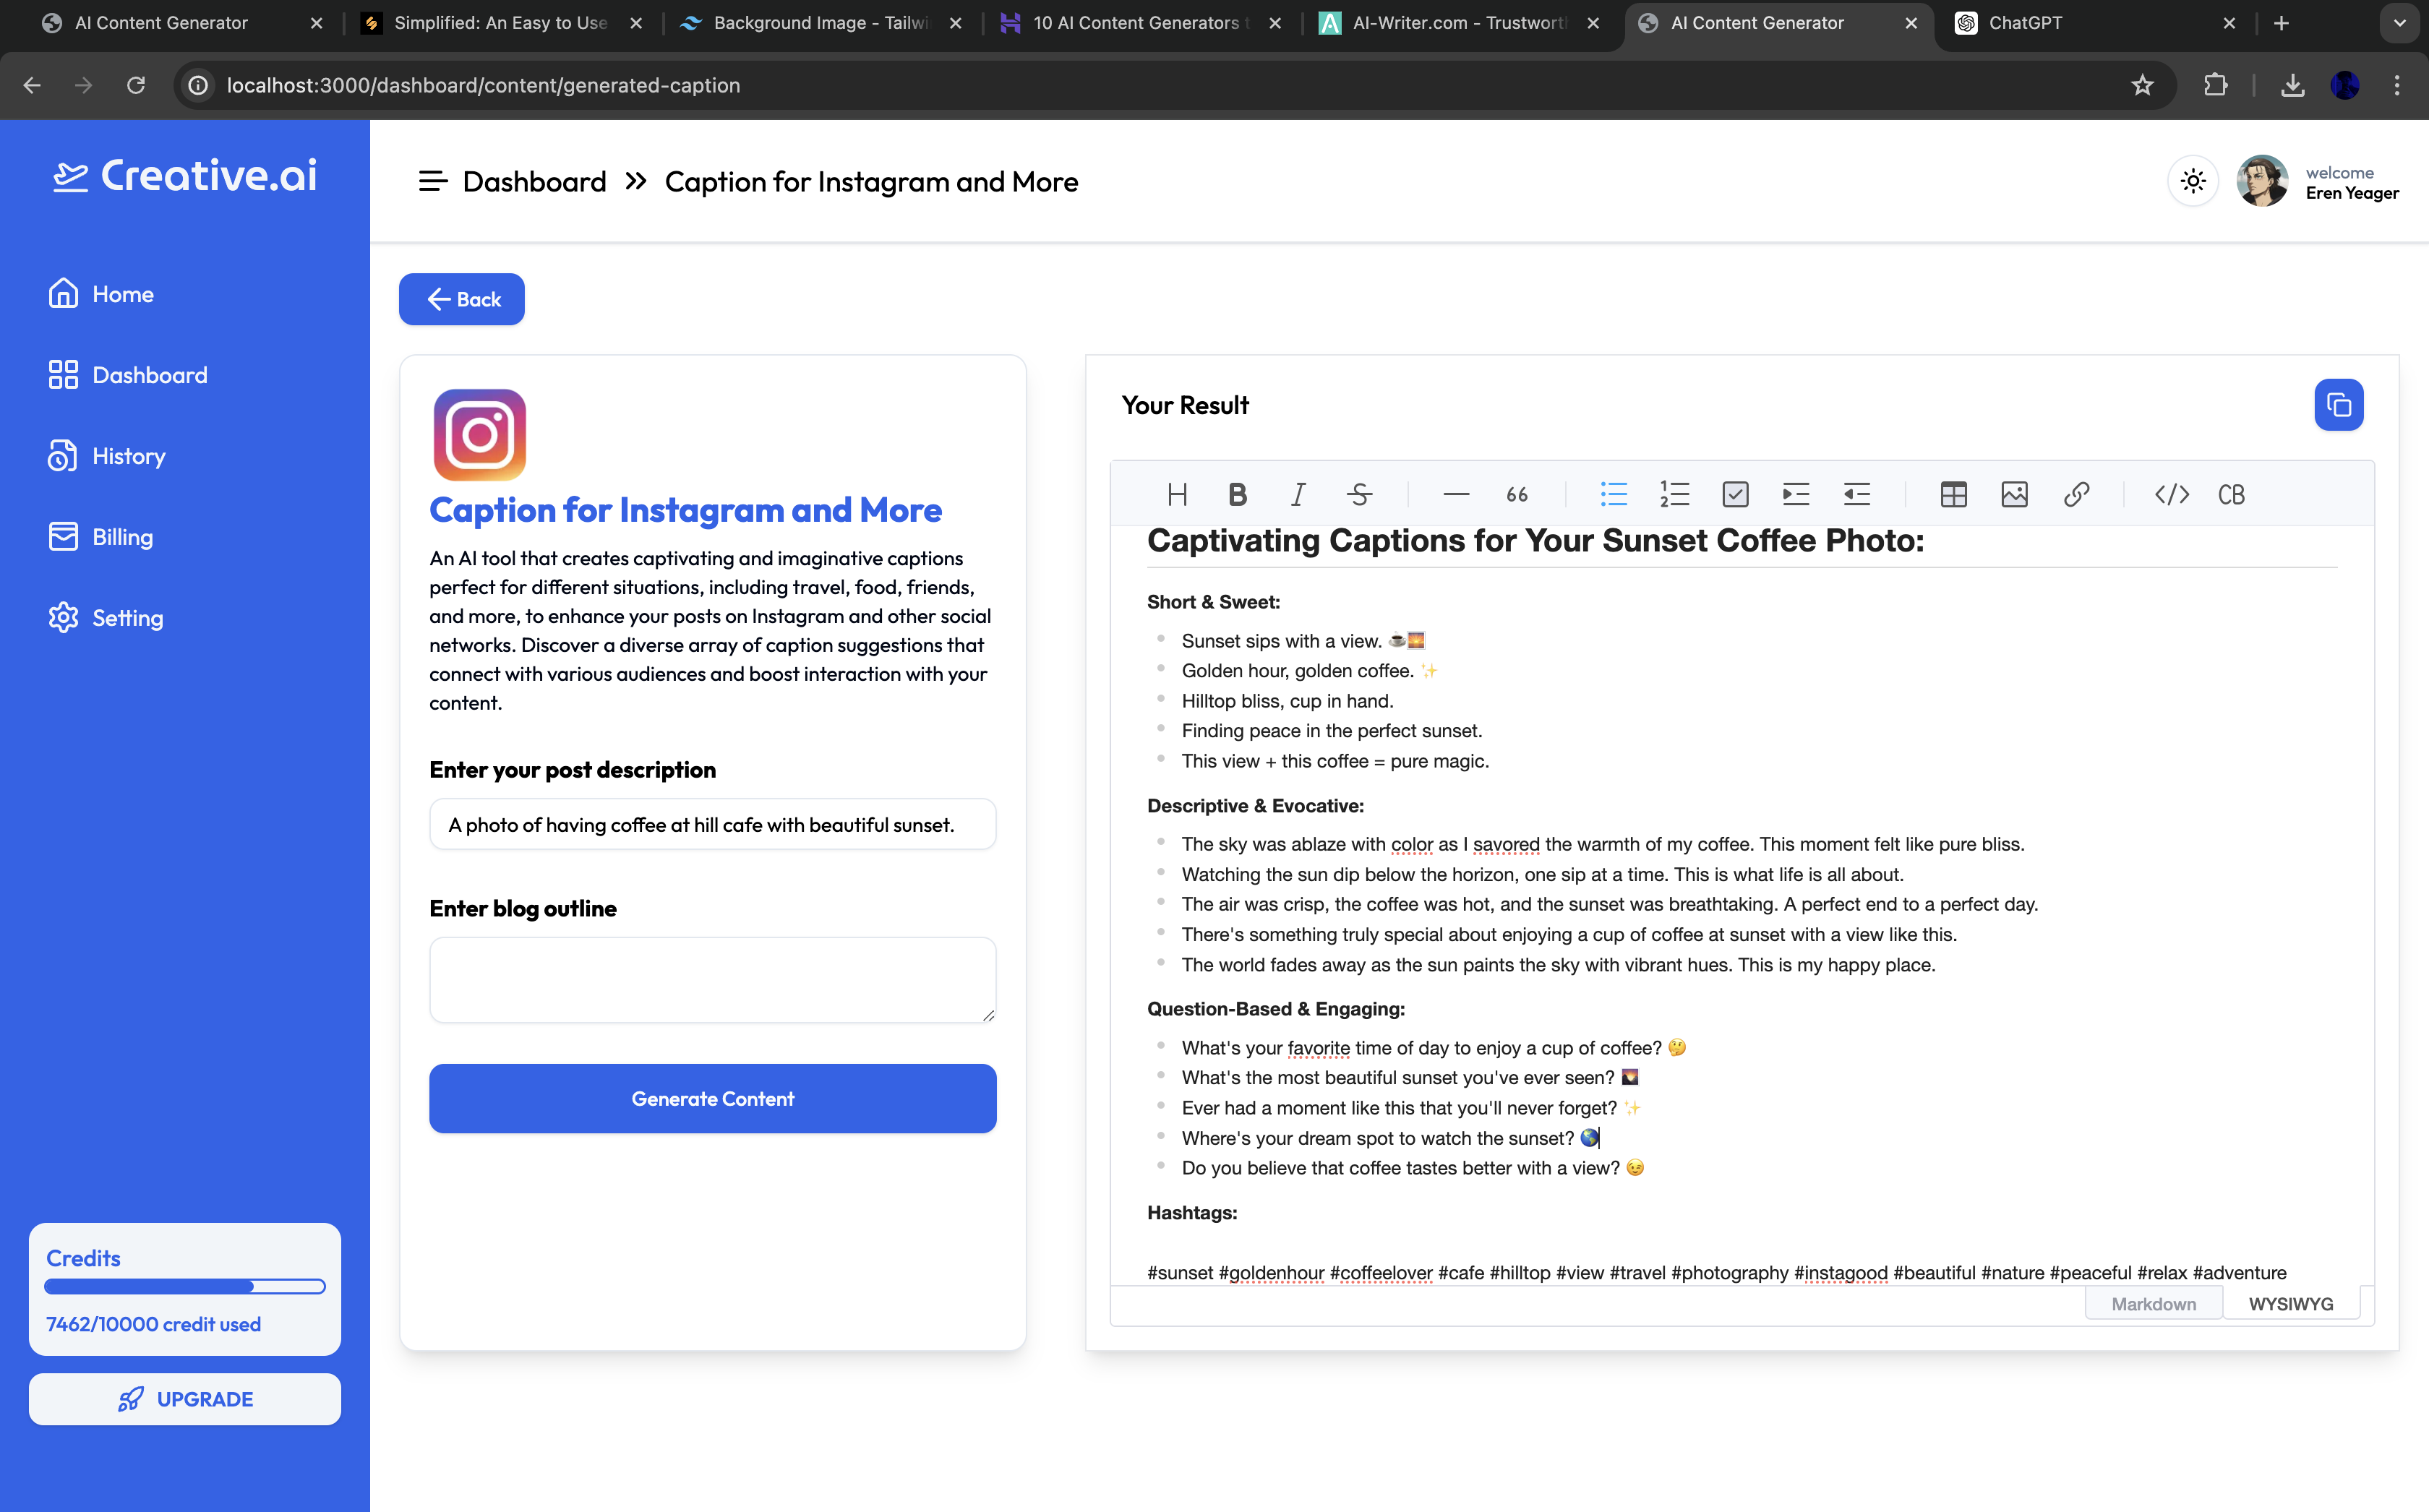 AI Content Generator
Simplified: An Easy to Use
Background Image - Tailwi
10 AI Content Generators t
AI-Writer.com - Trustwort
AI Content Generator
ChatGPT
localhost:3000/dashboard/content/generated-caption
Creative.ai
Home
Dashboard
History
Billing
Setting
Credits
7462/10000 credit used
UPGRADE
Dashboard » Caption for Instagram and More
welcome
Eren Yeager
Back
Caption for Instagram and More
An AI tool that creates captivating and imaginative captions
perfect for different situations, including travel, food, friends,
and more, to enhance your posts on Instagram and other social
networks. Discover a diverse array of caption suggestions that
connect with various audiences and boost interaction with your
content.
Enter your post description
A photo of having coffee at hill cafe with beautiful sunset.
Enter blog outline
Generate Content
Your Result
H B I S — 66 </> CB
Captivating Captions for Your Sunset Coffee Photo:
Short & Sweet:
Sunset sips with a view. ☕🌅
Golden hour, golden coffee. ✨
Hilltop bliss, cup in hand.
Finding peace in the perfect sunset.
This view + this coffee = pure magic.
Descriptive & Evocative:
The sky was ablaze with color as I savored the warmth of my coffee. This moment felt like pure bliss.
Watching the sun dip below the horizon, one sip at a time. This is what life is all about.
The air was crisp, the coffee was hot, and the sunset was breathtaking. A perfect end to a perfect day.
There's something truly special about enjoying a cup of coffee at sunset with a view like this.
The world fades away as the sun paints the sky with vibrant hues. This is my happy place.
Question-Based & Engaging:
What's your favorite time of day to enjoy a cup of coffee? 🤔
What's the most beautiful sunset you've ever seen? 🌄
Ever had a moment like this that you'll never forget? ✨
Where's your dream spot to watch the sunset? 🌎
Do you believe that coffee tastes better with a view? 😉
Hashtags:
#sunset #goldenhour #coffeelover #cafe #hilltop #view #travel #photography #instagood #beautiful #nature #peaceful #relax #adventure
Markdown
WYSIWYG